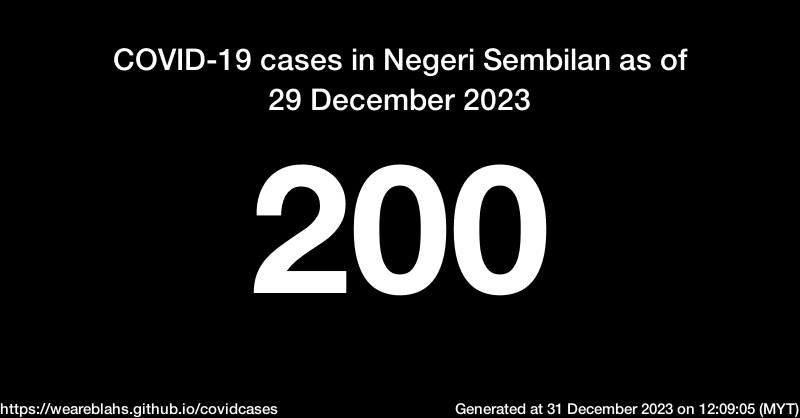 COVID-19 cases in Negeri Sembilan as of
29 December 2023
200
https://weareblahs.github.io/covidcases
Generated at 31 December 2023 on 12:09:05 (MYT)